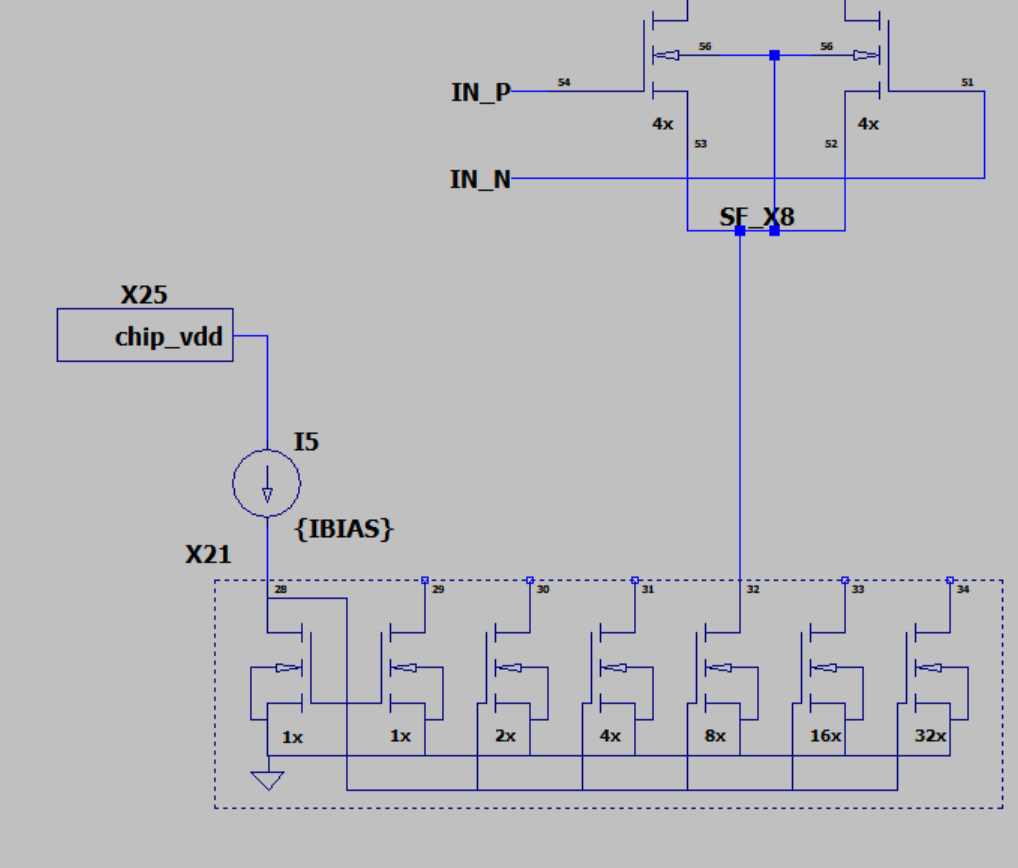 56 56
IN_P 54 51
4x 4x
53 52
IN_N
SF_X8
X25
chip_vdd
I5
{IBIAS}
X21
28 29 30 31 32 33 34
1x 1x 2x 4x 8x 16x 32x